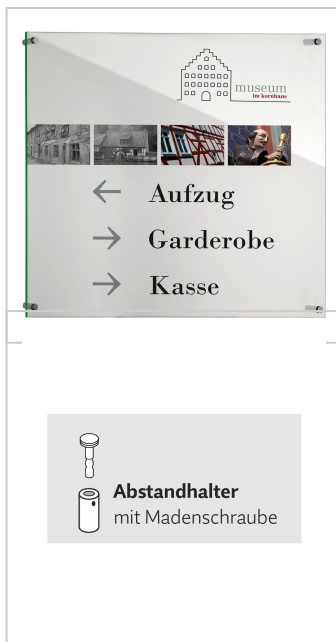 museum
im kornhaus
← Aufzug
→ Garderobe
→ Kasse
Abstandhalter
mit Madenschraube